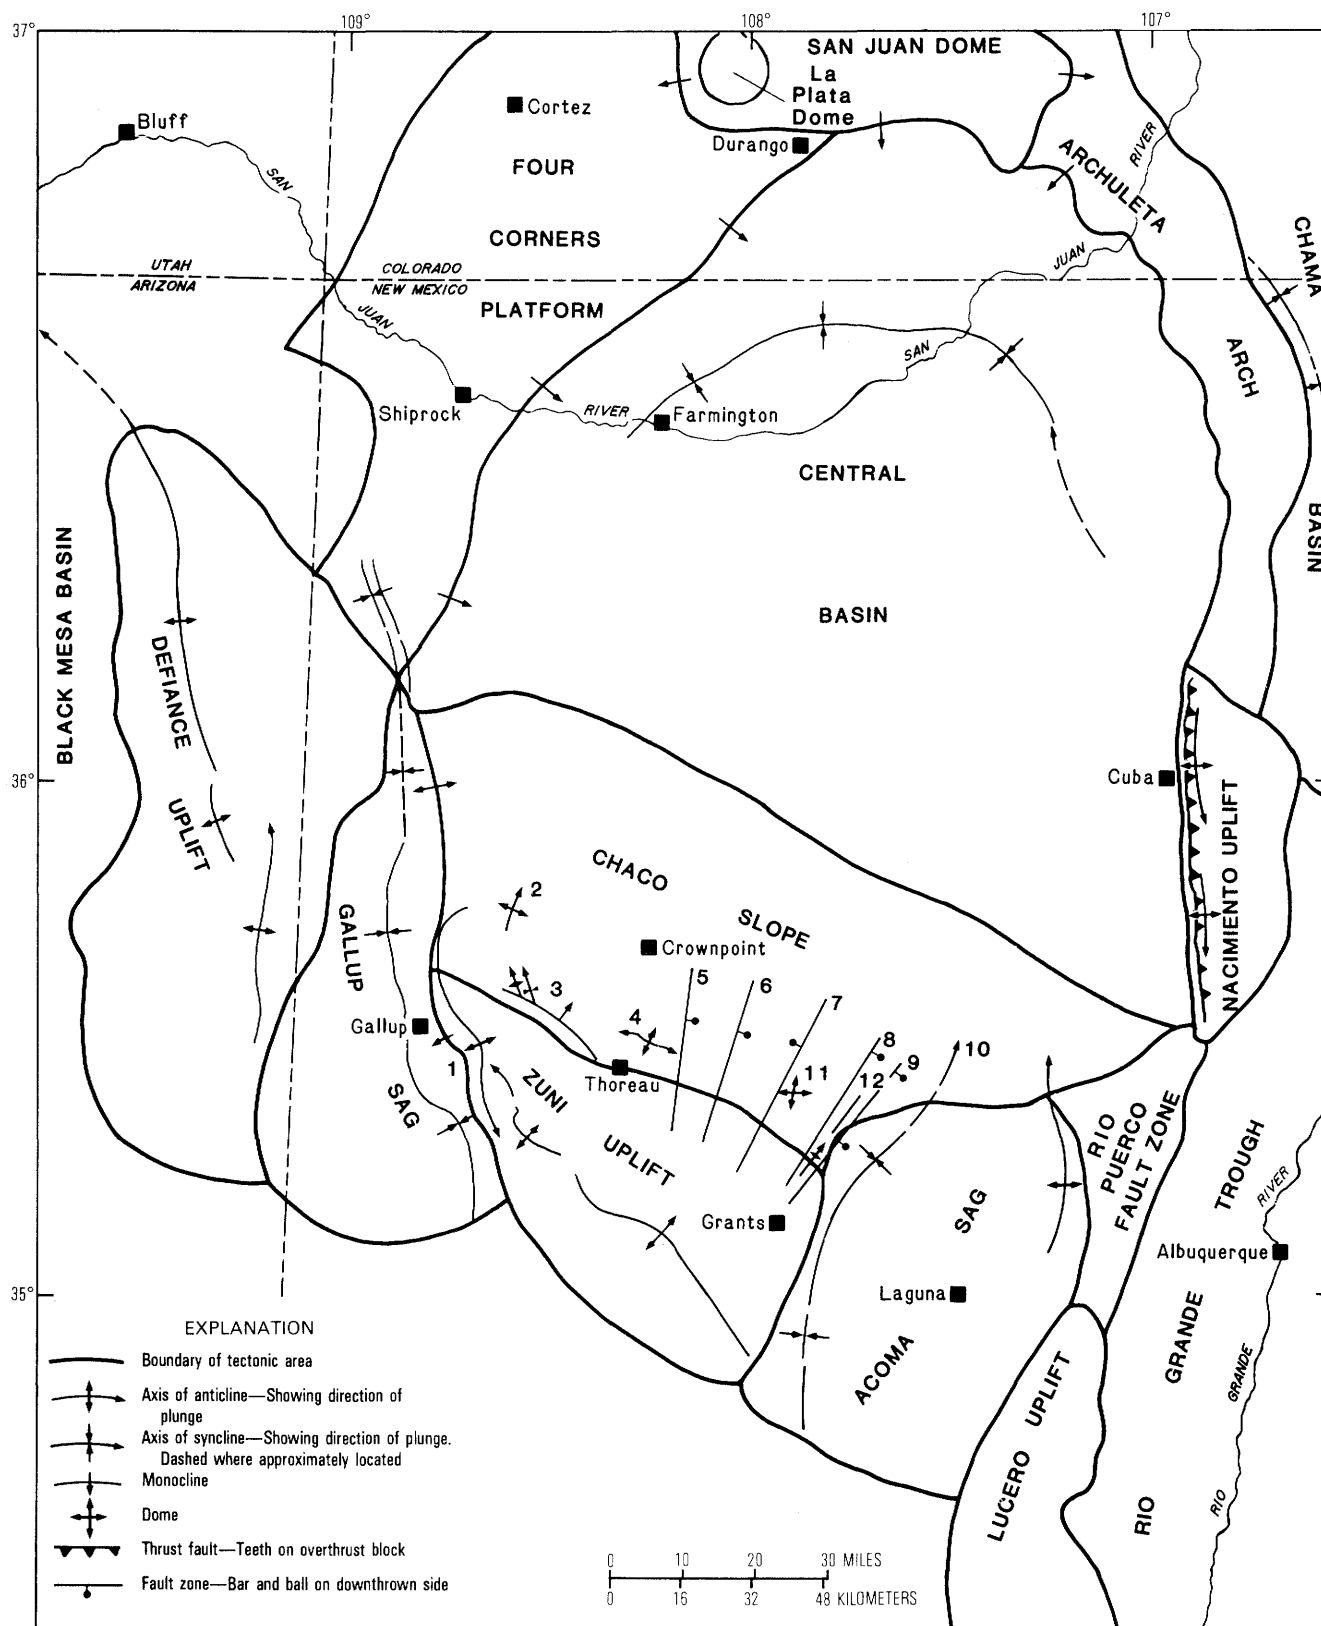 109°
108°
107°
37°
SAN JUAN DOME
La
Plata
Dome
Cortez
Bluff
Durango
RIVER
FOUR
ARCHULETA
SAN
CORNERS
CHAMA
JUAN
UTAH
COLORADO
ARIZONA
NEW MEXICO
PLATFORM
JUAN
SAN
ARCH
Shiprock
RIVER
Farmington
CENTRAL
BASIN
BLACK MESA BASIN
BASIN
DEFIANCE
36°
Cuba
UPLIFT
NACIMIENTO UPLIFT
CHACO
2
GALLUP
SLOPE
Crownpoint
5
6
3
7
4
Gallup
8
9
10
1
Thoreau
11
12
ZUNI
SAG
RIO
PUERCO
FAULT ZONE
UPLIFT
TROUGH
RIVER
SAG
Grants
Albuquerque
35°
Laguna
GRANDE
ACOMA
GRANDE
UPLIFT
LUCERO
RIO
RIO
EXPLANATION
Boundary of tectonic area
Axis of anticline—Showing direction of
plunge
Axis of syncline—Showing direction of plunge.
Dashed where approximately located
Monocline
Dome
Thrust fault—Teeth on overthrust block
Fault zone—Bar and ball on downthrown side
0 10 20 30 MILES
0 16 32 48 KILOMETERS